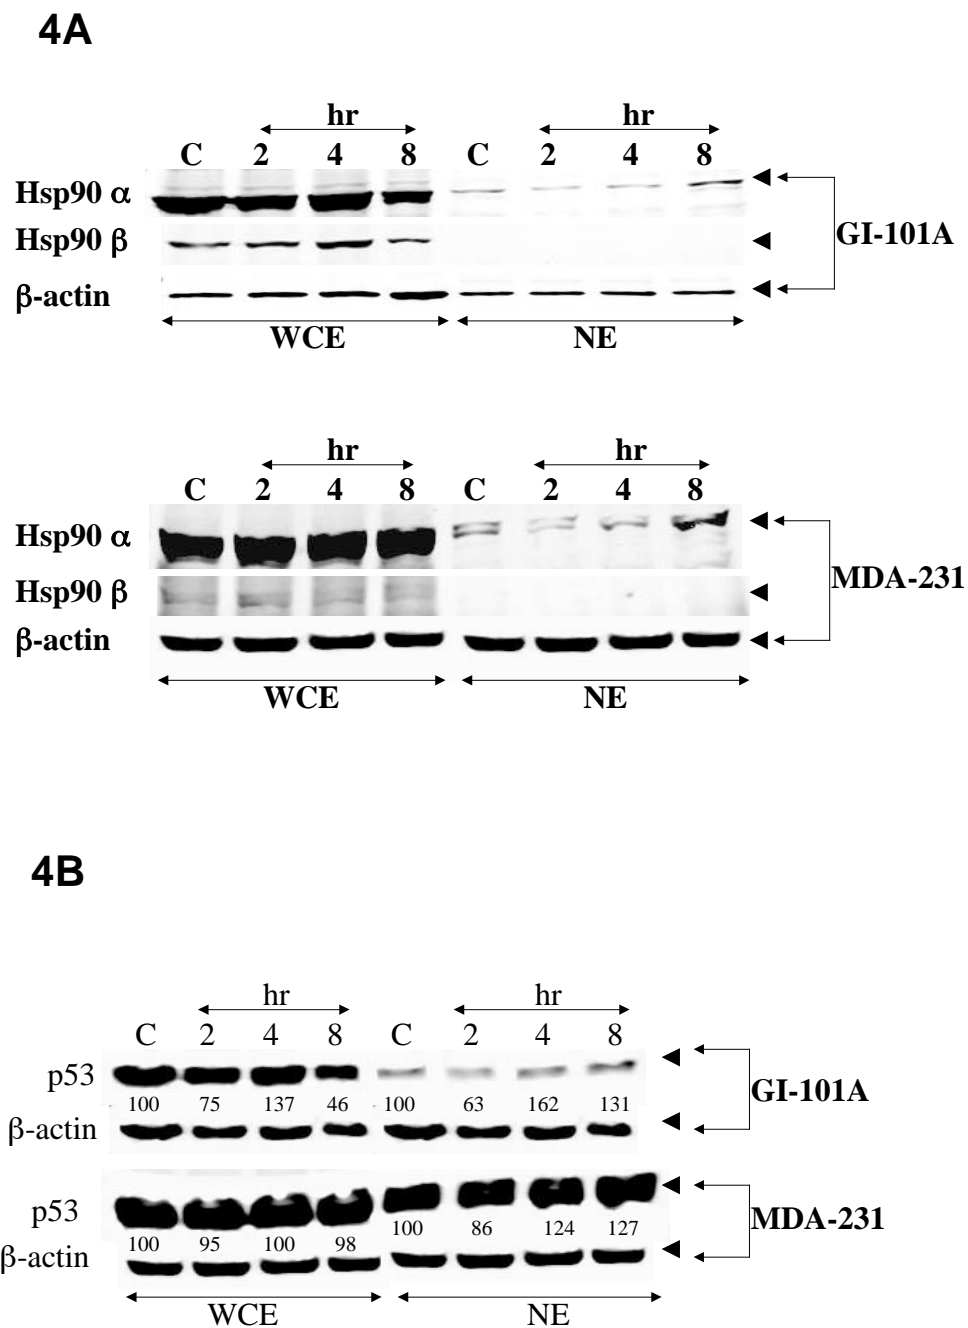 4A
hr hr
C 2 4 8 C 2 4 8
Hsp90 α
Hsp90 β GI-101A
β-actin
WCE NE
hr hr
C 2 4 8 C 2 4 8
Hsp90 α
Hsp90 β MDA-231
β-actin
WCE NE
4B
hr hr
C 2 4 8 C 2 4 8
p53
GI-101A
100 75 137 46 100 63 162 131
β-actin
p53 MDA-231
100 86 124 127
100 95 100 98
β-actin
WCE NE